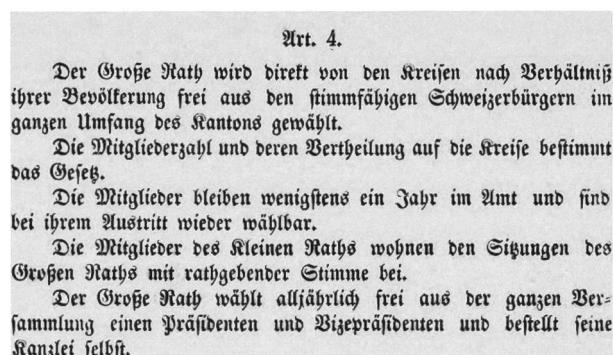 Art. 4.
Der Große Rath wird direkt von den Kreisen nach Verhältniß
ihrer Bevölkerung frei aus den stimmfähigen Schweizerbürgern im
ganzen Umfang des Kantons gewählt.
Die Mitgliederzahl und deren Vertheilung auf die Kreise bestimmt
das Gesetz.
Die Mitglieder bleiben wenigstens ein Jahr im Amt und sind
bei ihrem Austritt wieder wählbar.
Die Mitglieder des Kleinen Raths wohnen den Sitzungen des
Großen Raths mit rathgebender Stimme bei.
Der Große Rath wählt alljährlich frei aus der ganzen Ver-
sammlung einen Präsidenten und Vizepräsidenten und bestellt seine
Kanzlei selbst.